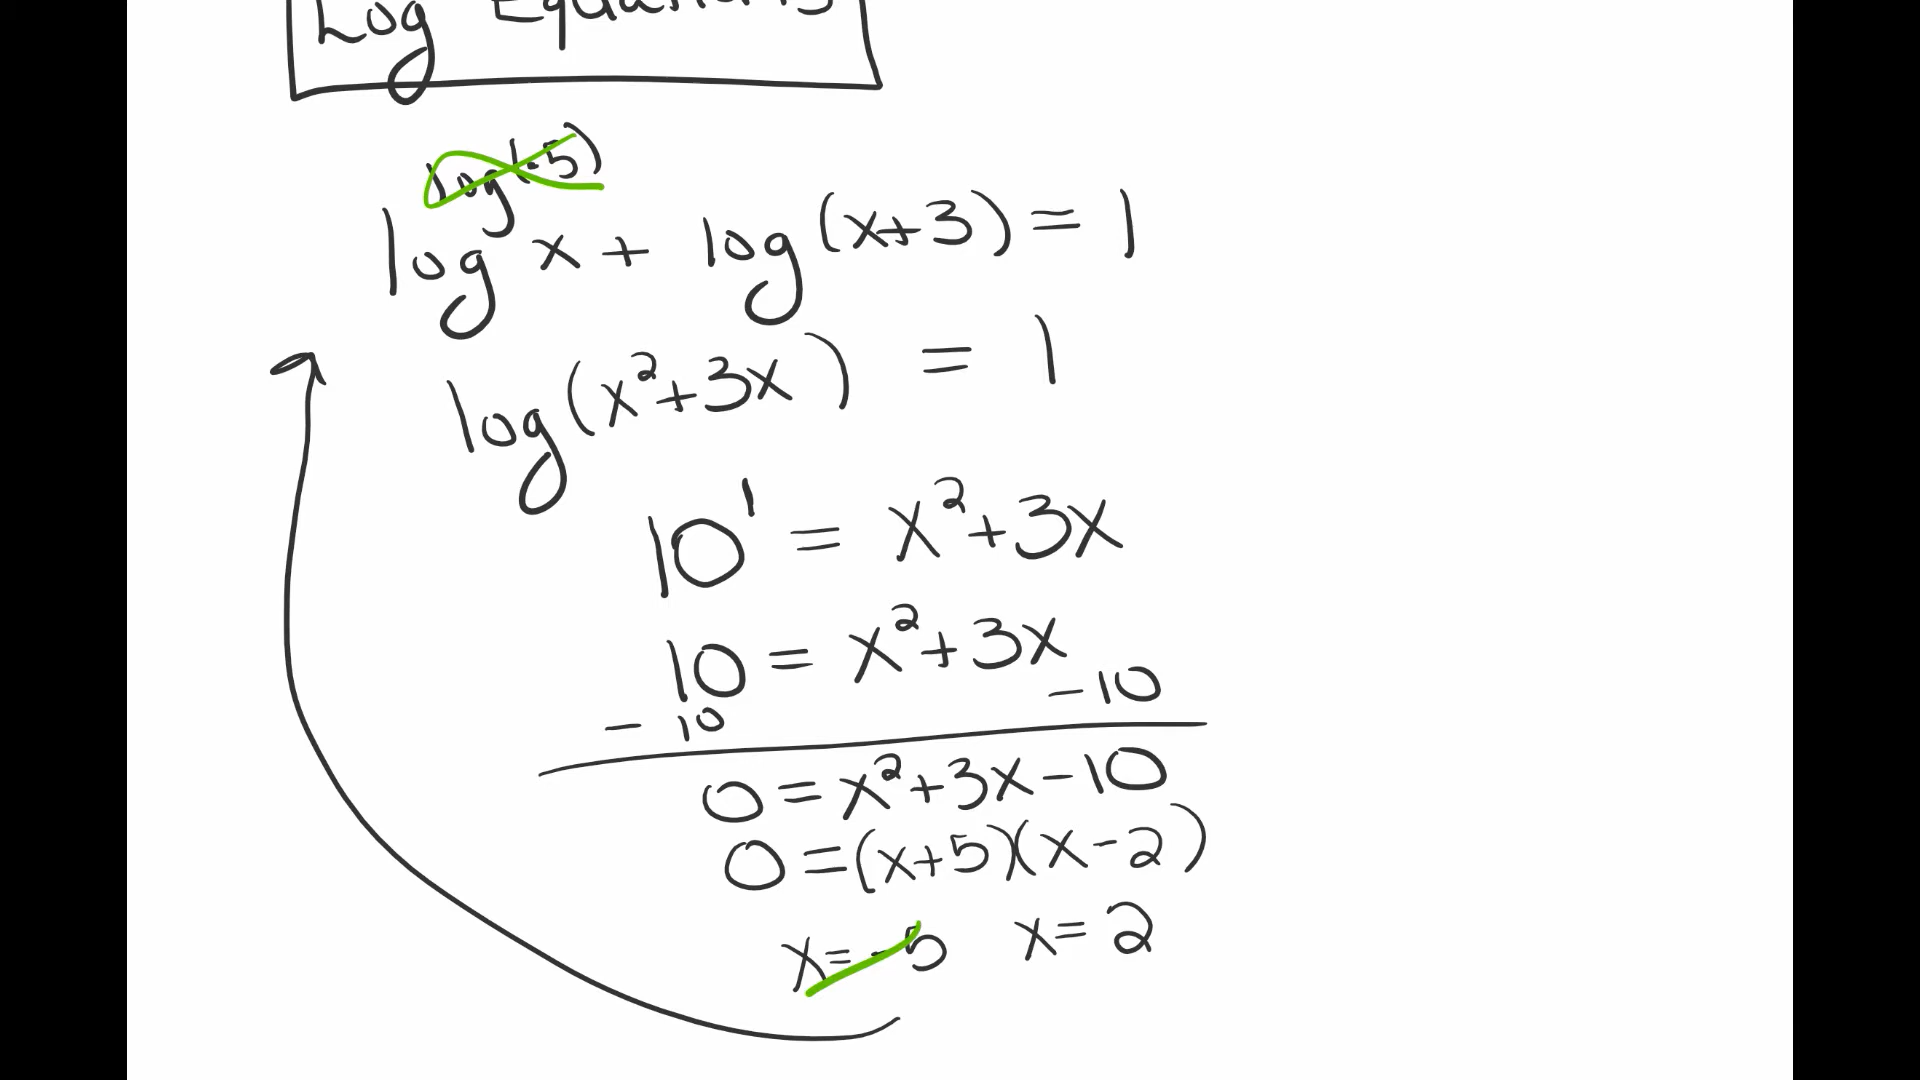 Log Equations
log(-5)
log x + log(x+3) = 1
log(x²+3x) = 1
10¹ = x²+3x
10 = x²+3x
- 10 - 10
0 = x²+3x-10
0 = (x+5)(x-2)
x = -5 x = 2